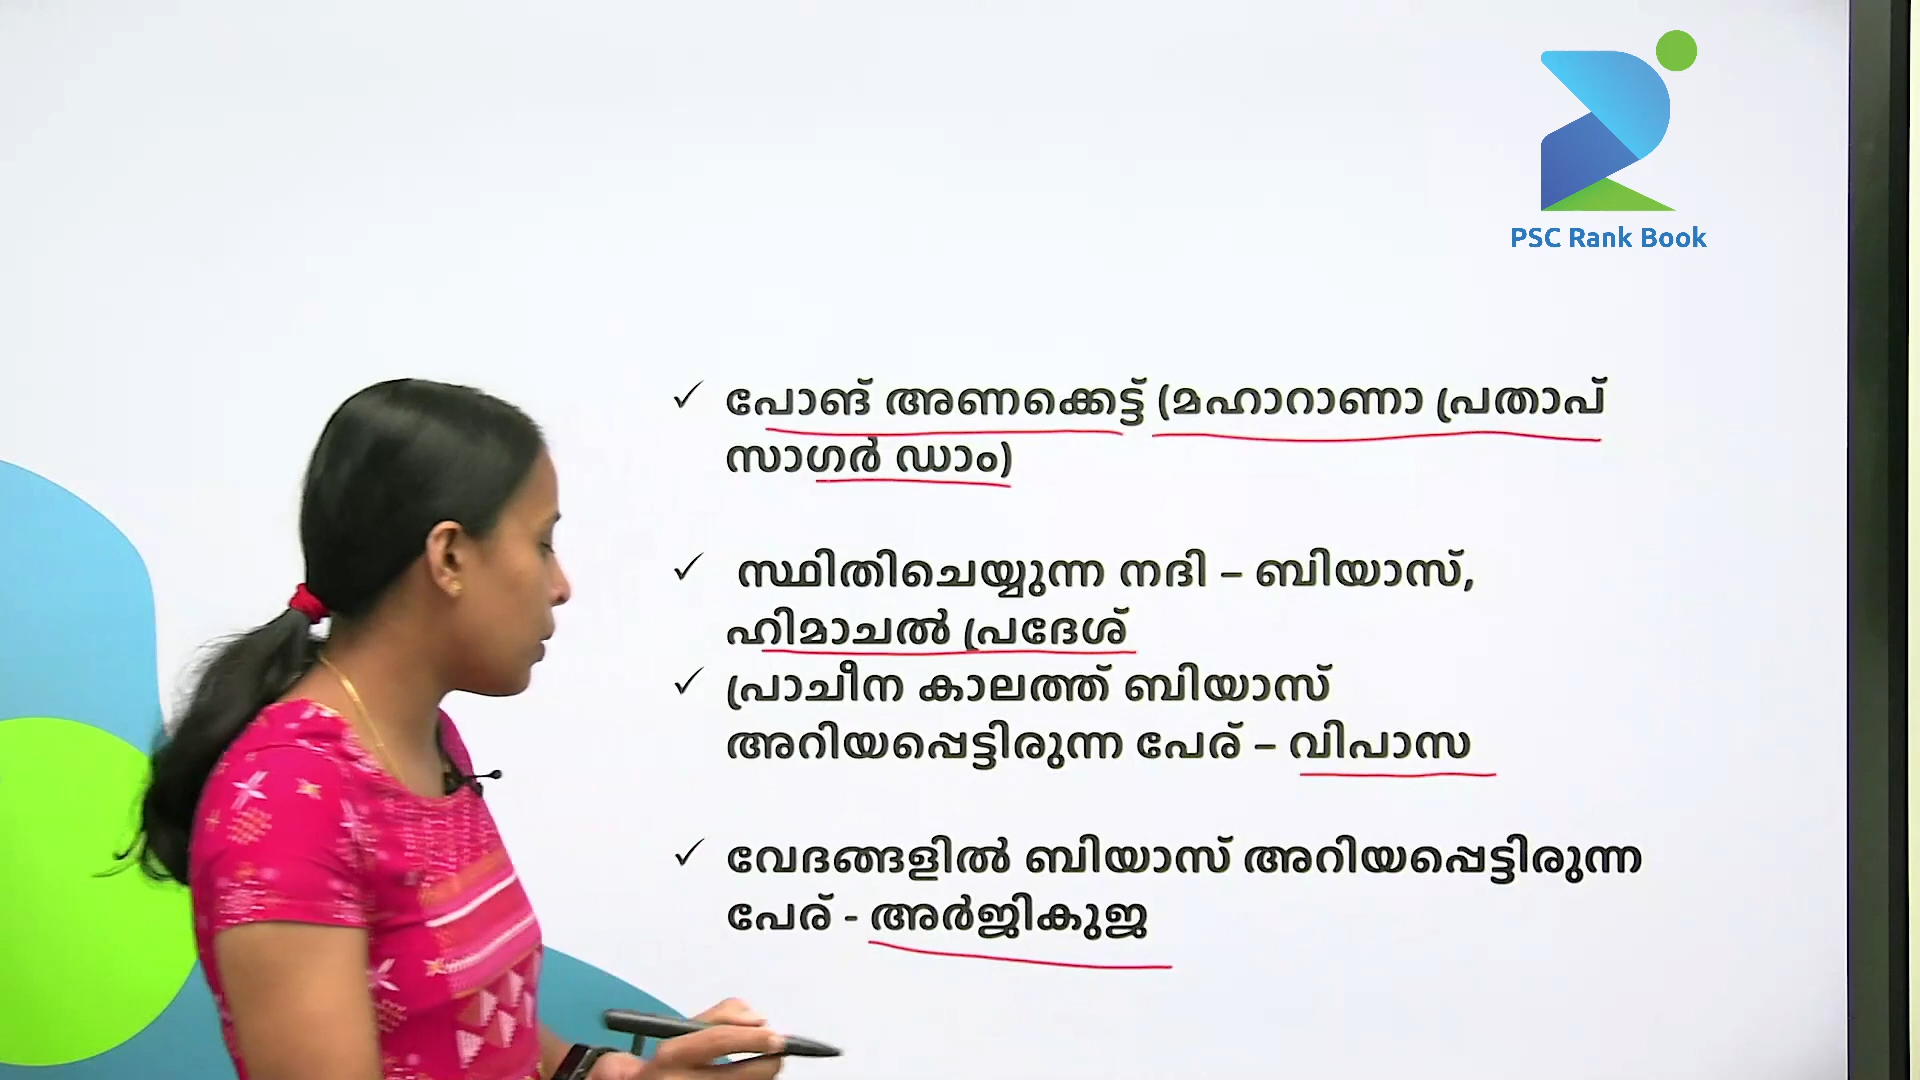 PSC Rank Book
✓ പോങ് അണക്കെട്ട് (മഹാറാണാ പ്രതാപ്
സാഗർ ഡാം)
✓ സ്ഥിതിചെയ്യുന്ന നദി – ബിയാസ്,
ഹിമാചൽ പ്രദേശ്
✓ പ്രാചീന കാലത്ത് ബിയാസ്
അറിയപ്പെട്ടിരുന്ന പേര് – വിപാസ
✓ വേദങ്ങളിൽ ബിയാസ് അറിയപ്പെട്ടിരുന്ന
പേര് - അർജികുജ